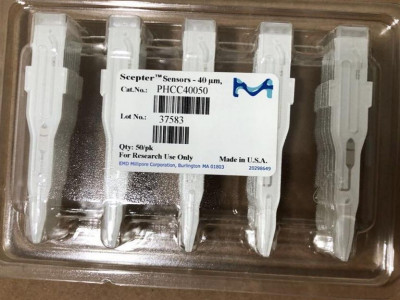 Scepter™ Sensors - 40 µm,
Cat.No.: PHCC40050
Lot No.: 37583
Qty: 50/pk
For Research Use Only Made in U.S.A.
EMD Millipore Corporation, Burlington MA 01803 20298649